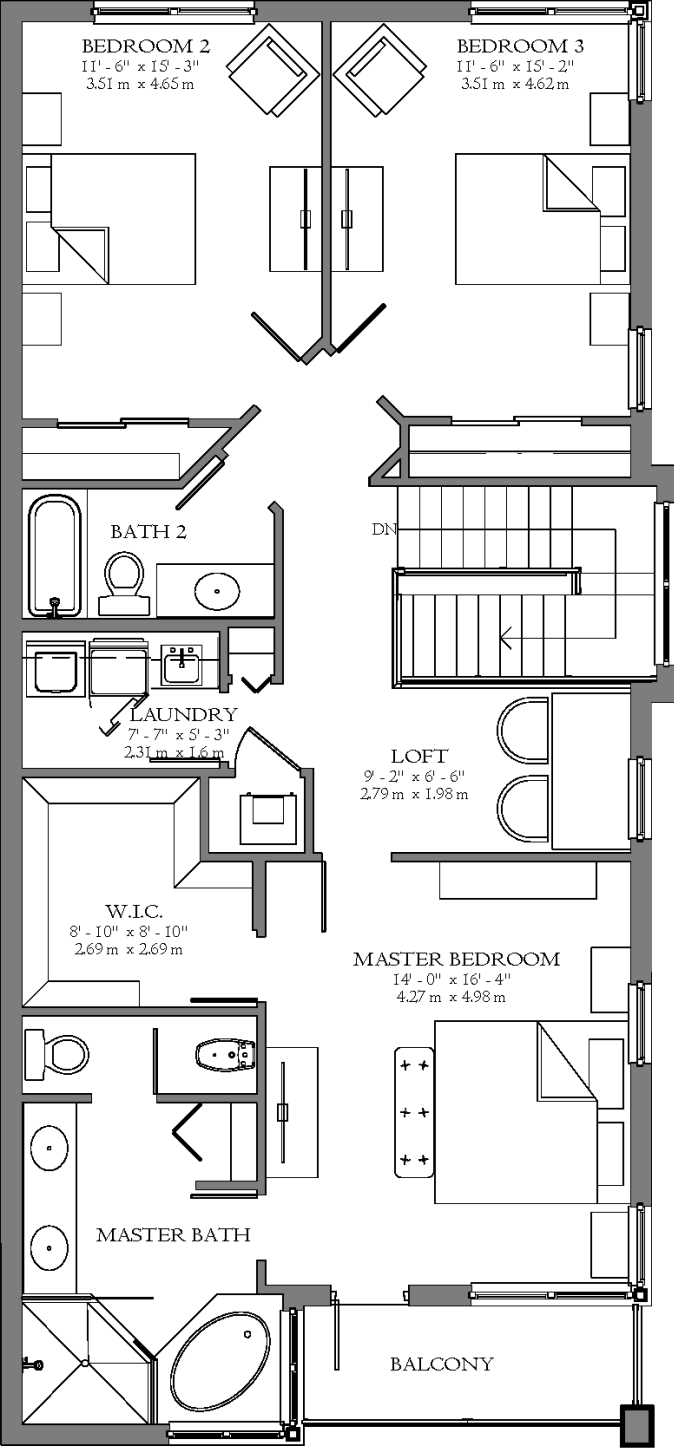 BEDROOM 2
11' - 6" x 15' - 3"
3.51 m x 4.65 m
BEDROOM 3
11' - 6" x 15' - 2"
3.51 m x 4.62 m
BATH 2
DN
LAUNDRY
7' - 7" x 5' - 3"
2.31 m x 1.6 m
LOFT
9' - 2" x 6' - 6"
2.79 m x 1.98 m
W.I.C.
8' - 10" x 8' - 10"
2.69 m x 2.69 m
MASTER BEDROOM
14' - 0" x 16' - 4"
4.27 m x 4.98 m
MASTER BATH
BALCONY